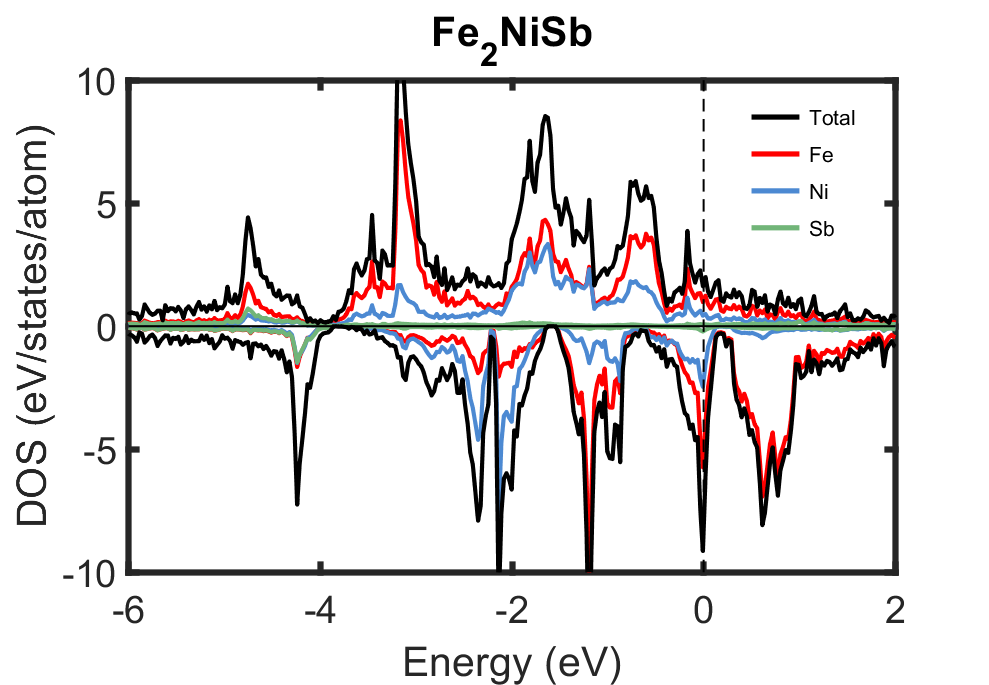 Fe2NiSb
DOS (eV/states/atom)
10
5
0
-5
-10
Total
Fe
Ni
Sb
-6 -4 -2 0 2
Energy (eV)